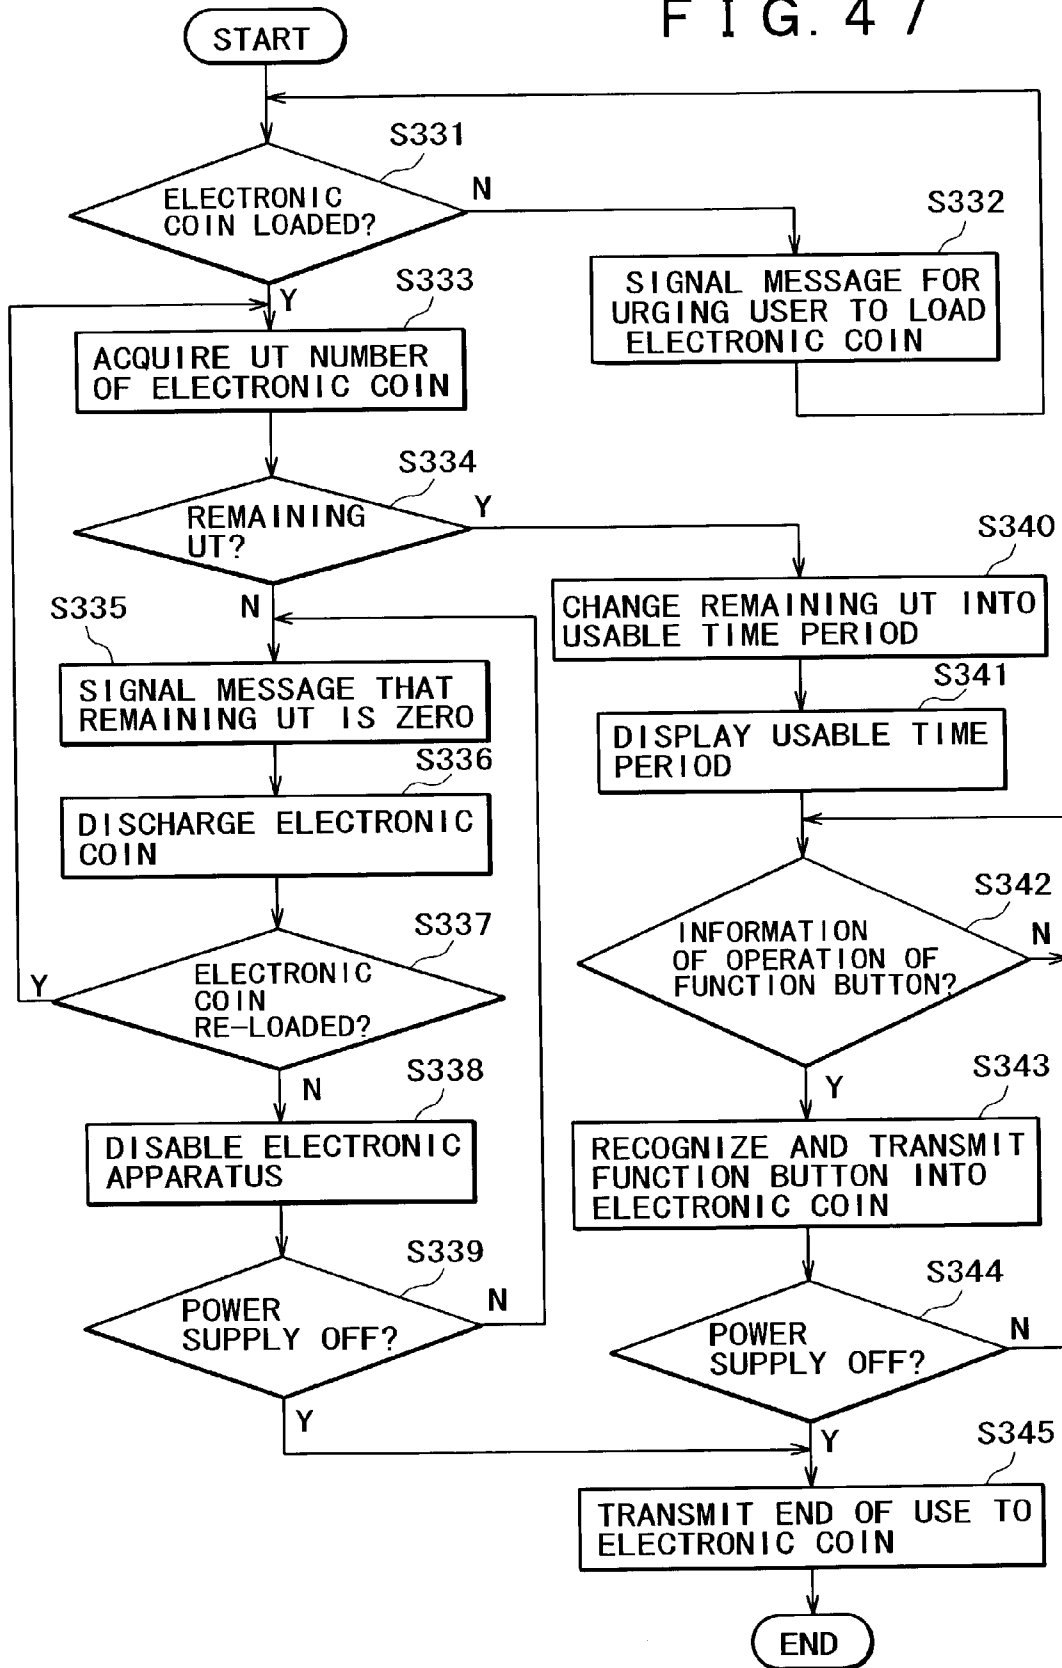 FIG. 47
START
S331
ELECTRONIC
COIN LOADED?
N
Y
S332
SIGNAL MESSAGE FOR
URGING USER TO LOAD
ELECTRONIC COIN
S333
ACQUIRE UT NUMBER
OF ELECTRONIC COIN
S334
REMAINING
UT?
Y
N
S335
SIGNAL MESSAGE THAT
REMAINING UT IS ZERO
S336
DISCHARGE ELECTRONIC
COIN
S337
ELECTRONIC
COIN
RE-LOADED?
Y
N
S338
DISABLE ELECTRONIC
APPARATUS
S339
POWER
SUPPLY OFF?
N
Y
S340
CHANGE REMAINING UT INTO
USABLE TIME PERIOD
S341
DISPLAY USABLE TIME
PERIOD
S342
INFORMATION
OF OPERATION OF
FUNCTION BUTTON?
N
Y
S343
RECOGNIZE AND TRANSMIT
FUNCTION BUTTON INTO
ELECTRONIC COIN
S344
POWER
SUPPLY OFF?
N
Y
S345
TRANSMIT END OF USE TO
ELECTRONIC COIN
END